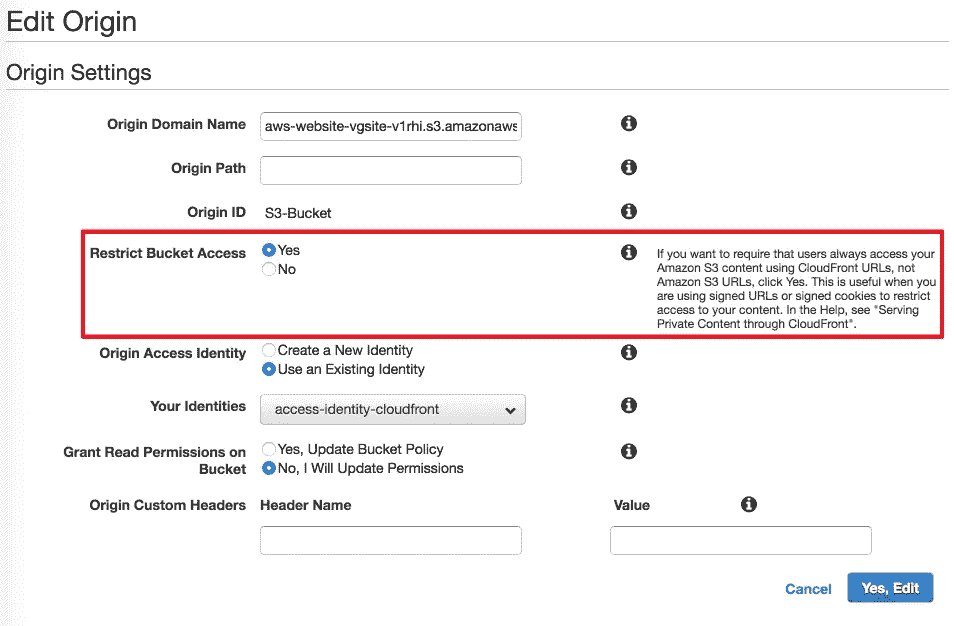 Edit Origin
Origin Settings
Origin Domain Name aws-website-vgsite-v1rhi.s3.amazonaws
Origin Path
Origin ID S3-Bucket
Restrict Bucket Access Yes
No
If you want to require that users always access your
Amazon S3 content using CloudFront URLs, not
Amazon S3 URLs, click Yes. This is useful when you
are using signed URLs or signed cookies to restrict
access to your content. In the Help, see "Serving
Private Content through CloudFront".
Origin Access Identity Create a New Identity
Use an Existing Identity
Your Identities access-identity-cloudfront
Grant Read Permissions on Yes, Update Bucket Policy
Bucket No, I Will Update Permissions
Origin Custom Headers Header Name Value
Cancel Yes, Edit